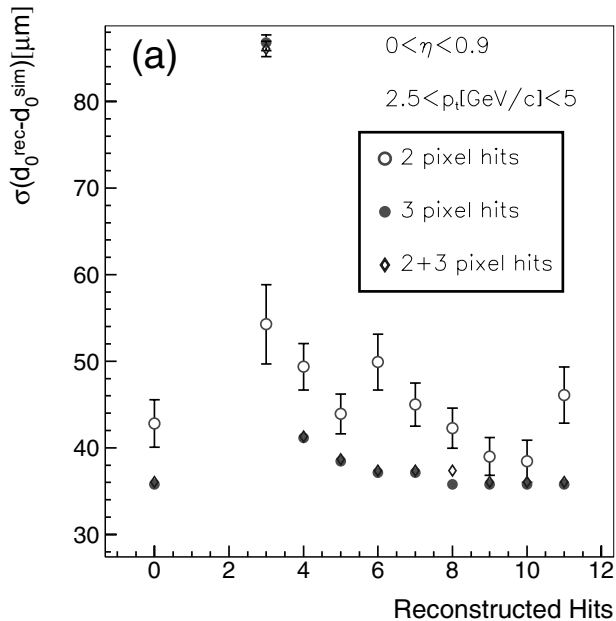 (a)
0<η<0.9
2.5<pₜ[GeV/c]<5
2 pixel hits
3 pixel hits
2+3 pixel hits
σ(d₀ʳᵉᶜ-d₀ˢⁱᵐ)[μm]
80
70
60
50
40
30
0 2 4 6 8 10 12
Reconstructed Hits